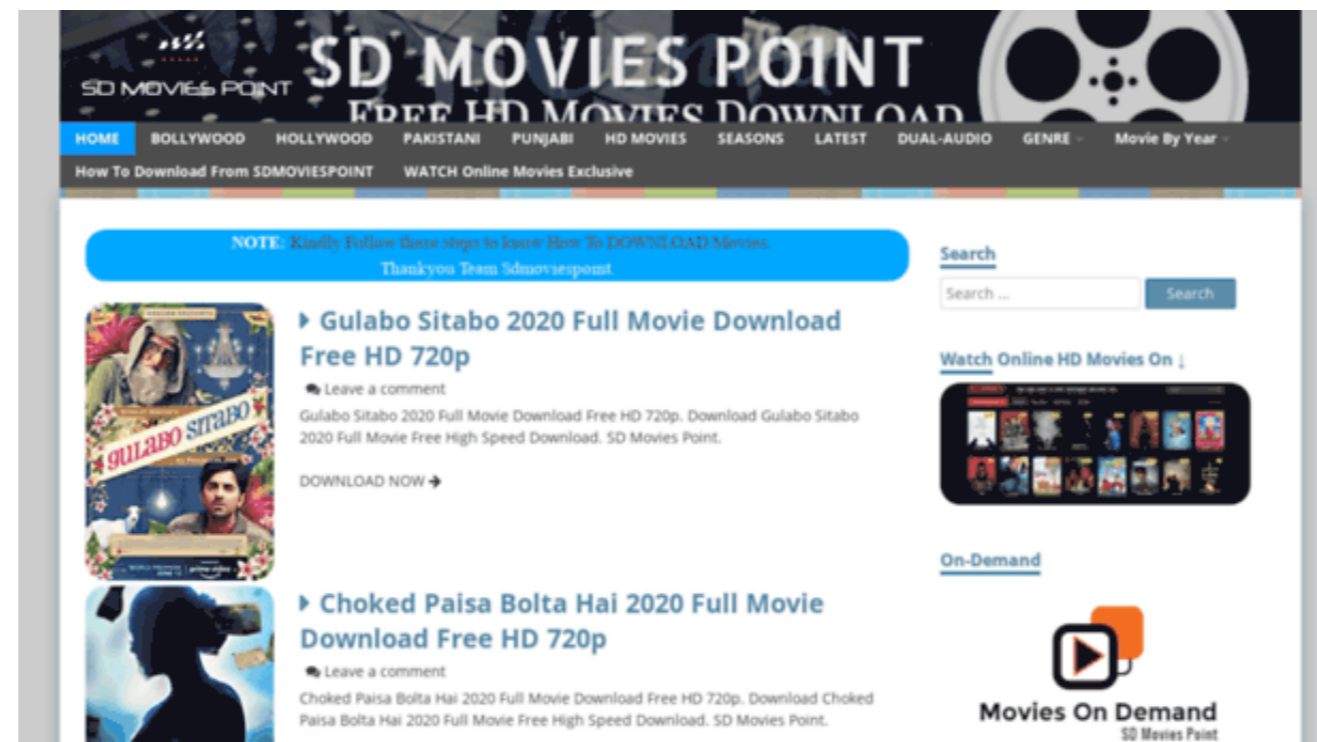 SD MOVIES POINT
SD MOVIES POINT
FREE HD MOVIES DOWNLOAD
HOME BOLLYWOOD HOLLYWOOD PAKISTANI PUNJABI HD MOVIES SEASONS LATEST DUAL-AUDIO GENRE Movie By Year
How To Download From SDMOVIESPOINT WATCH Online Movies Exclusive
NOTE: Kindly Follow these steps to know How To DOWNLOAD Movies.
Thankyou Team Sdmoviespoint.
Gulabo Sitabo 2020 Full Movie Download
Free HD 720p
Leave a comment
Gulabo Sitabo 2020 Full Movie Download Free HD 720p. Download Gulabo Sitabo
2020 Full Movie Free High Speed Download. SD Movies Point.
DOWNLOAD NOW
GULABO SITABO
Choked Paisa Bolta Hai 2020 Full Movie
Download Free HD 720p
Leave a comment
Choked Paisa Bolta Hai 2020 Full Movie Download Free HD 720p. Download Choked
Paisa Bolta Hai 2020 Full Movie Free High Speed Download. SD Movies Point.
Search
Search ...
Search
Watch Online HD Movies On ↓
On-Demand
Movies On Demand
SD Movies Point